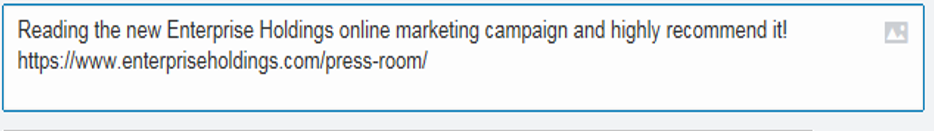 Reading the new Enterprise Holdings online marketing campaign and highly recommend it!
https://www.enterpriseholdings.com/press-room/